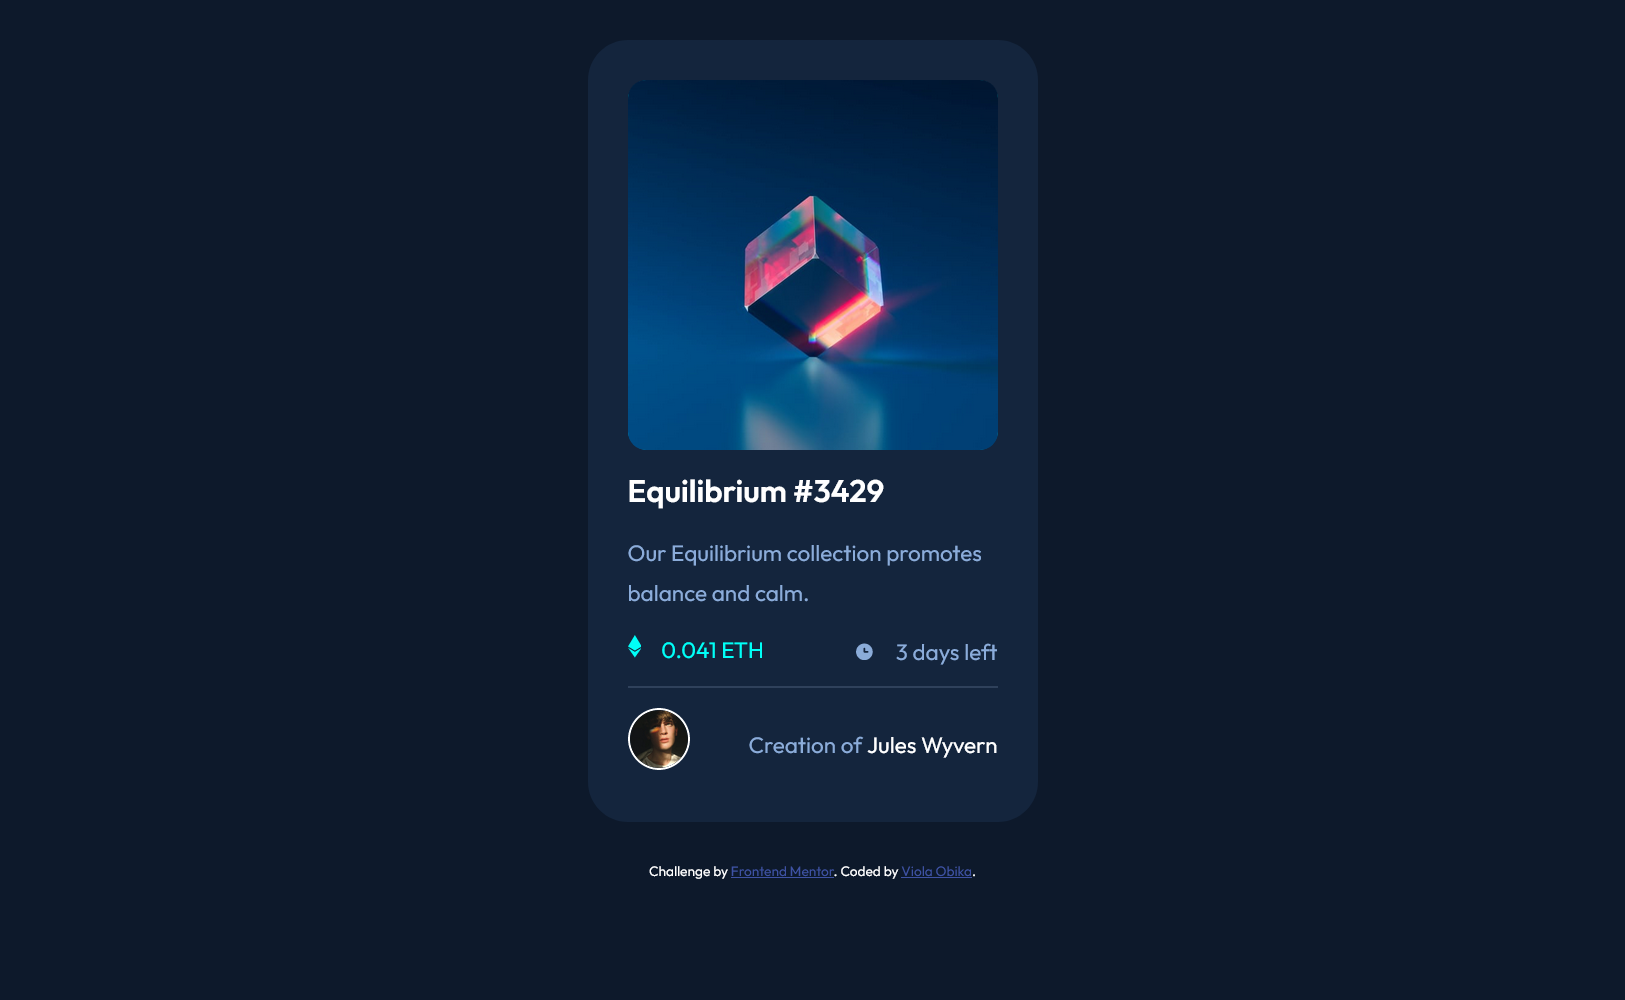 Equilibrium #3429
Our Equilibrium collection promotes
balance and calm.
0.041 ETH
3 days left
Creation of Jules Wyvern
Challenge by Frontend Mentor. Coded by Viola Obika.